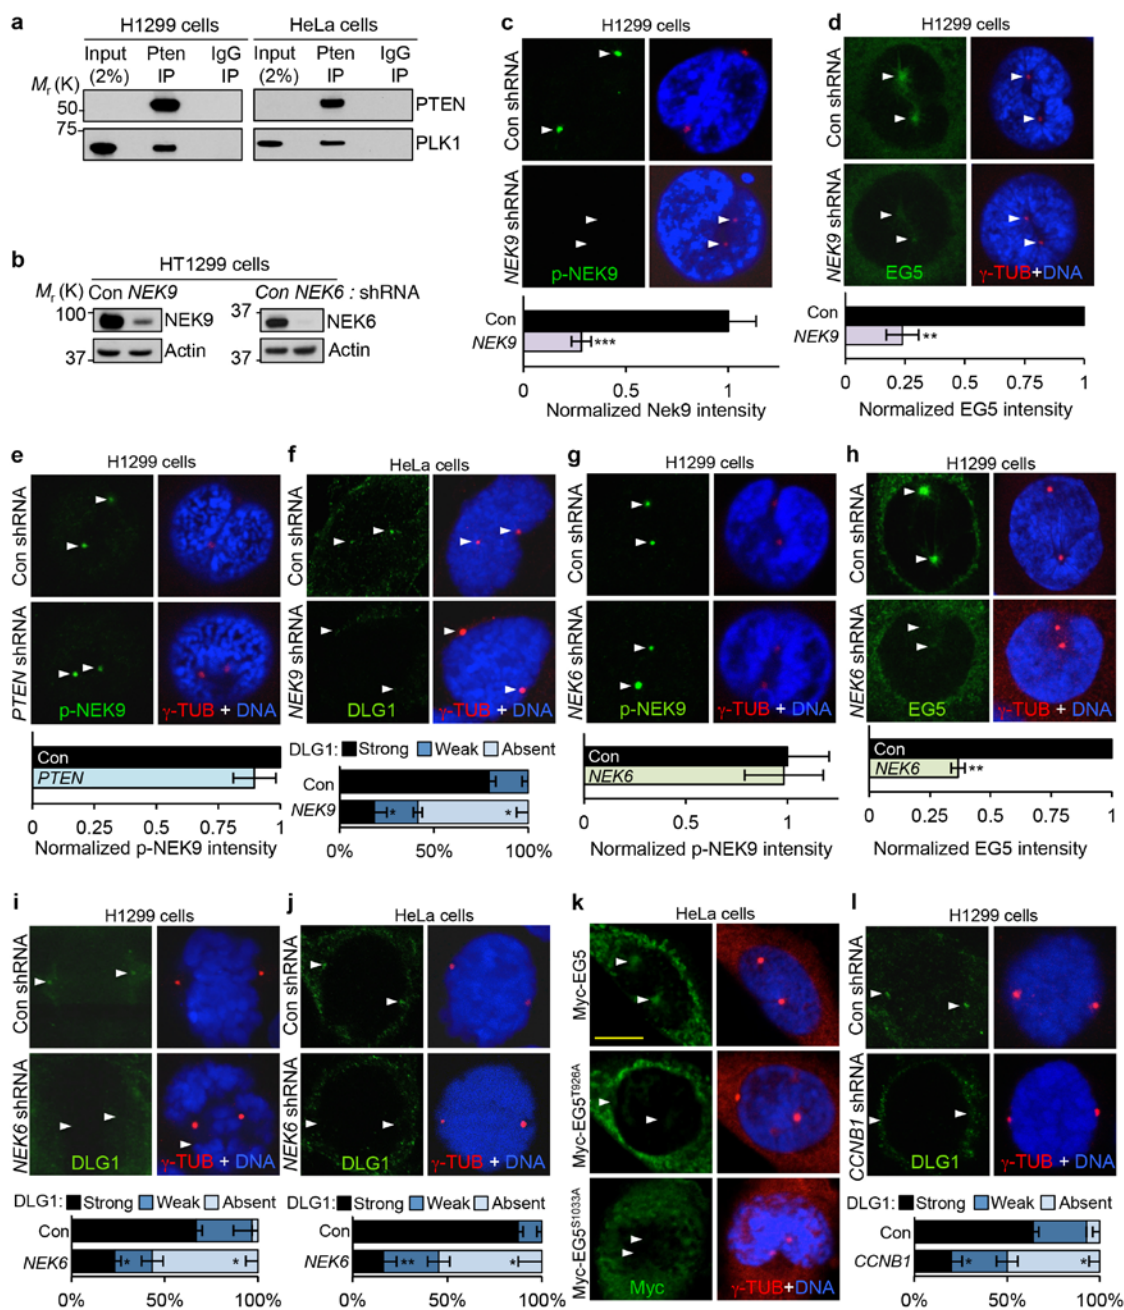 a
H1299 cells
HeLa cells
Input Pten IgG
(2%) IP IP
Input Pten IgG
(2%) IP IP
Mr (K)
50
75
PTEN
PLK1
b
HT1299 cells
Mr (K) Con NEK9
Con NEK6 : shRNA
100
37
NEK9
Actin
37
37
NEK6
Actin
c
H1299 cells
Con shRNA
NEK9 shRNA
p-NEK9
Con
NEK9
***
0 0.5 1
Normalized Nek9 intensity
d
H1299 cells
Con shRNA
NEK9 shRNA
EG5
γ-TUB+DNA
Con
NEK9
**
0 0.25 0.5 0.75 1
Normalized EG5 intensity
e
H1299 cells
Con shRNA
PTEN shRNA
p-NEK9
γ-TUB + DNA
Con
PTEN
0 0.25 0.5 0.75 1
Normalized p-NEK9 intensity
f
HeLa cells
Con shRNA
NEK9 shRNA
DLG1
γ-TUB + DNA
DLG1: Strong Weak Absent
Con
NEK9
* *
0% 50% 100%
g
H1299 cells
Con shRNA
NEK6 shRNA
p-NEK9
γ-TUB + DNA
Con
NEK6
0 0.5 1
Normalized p-NEK9 intensity
h
H1299 cells
Con shRNA
NEK6 shRNA
EG5
γ-TUB + DNA
Con
NEK6
**
0 0.25 0.5 0.75 1
Normalized EG5 intensity
i
H1299 cells
Con shRNA
NEK6 shRNA
DLG1
γ-TUB + DNA
DLG1: Strong Weak Absent
Con
NEK6
* *
0% 50% 100%
j
HeLa cells
Con shRNA
NEK6 shRNA
DLG1
γ-TUB + DNA
DLG1: Strong Weak Absent
Con
NEK6
** *
0% 50% 100%
k
HeLa cells
Myc-EG5
Myc-EG5T926A
Myc-EG5S1033A
Myc
γ-TUB+DNA
l
H1299 cells
Con shRNA
CCNB1 shRNA
DLG1
γ-TUB + DNA
DLG1: Strong Weak Absent
Con
CCNB1
* *
0% 50% 100%